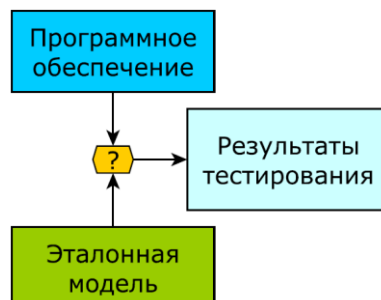 Программное
обеспечение
?
Результаты
тестирования
Эталонная
модель